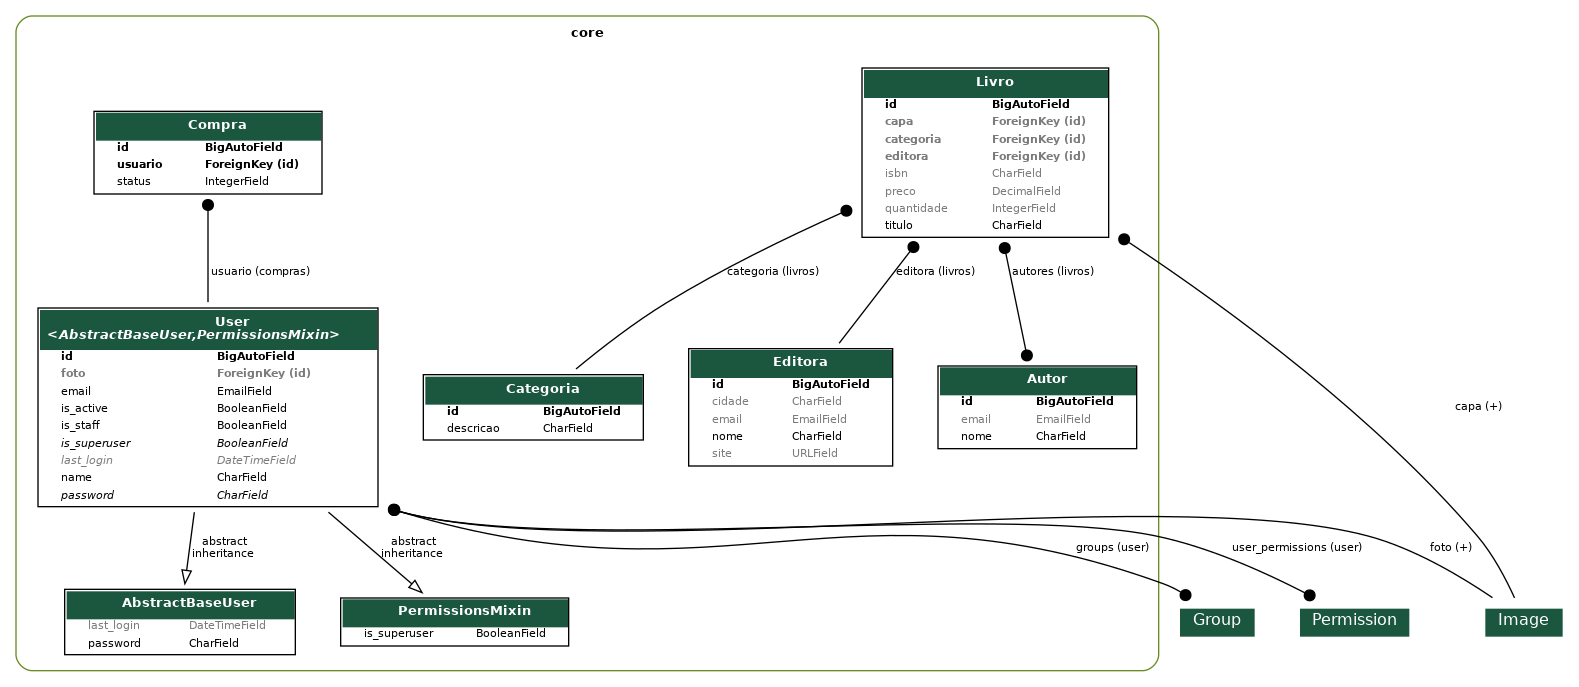 core
Livro
id BigAutoField
capa ForeignKey (id)
categoria ForeignKey (id)
editora ForeignKey (id)
isbn CharField
preco DecimalField
quantidade IntegerField
titulo CharField
Compra
id BigAutoField
usuario ForeignKey (id)
status IntegerField
usuario (compras)
categoria (livros)
editora (livros)
autores (livros)
capa (+)
User
<AbstractBaseUser,PermissionsMixin>
id BigAutoField
foto ForeignKey (id)
email EmailField
is_active BooleanField
is_staff BooleanField
is_superuser BooleanField
last_login DateTimeField
name CharField
password CharField
Categoria
id BigAutoField
descricao CharField
Editora
id BigAutoField
cidade CharField
email EmailField
nome CharField
site URLField
Autor
id BigAutoField
email EmailField
nome CharField
abstract
inheritance
abstract
inheritance
groups (user)
user_permissions (user)
foto (+)
AbstractBaseUser
last_login DateTimeField
password CharField
PermissionsMixin
is_superuser BooleanField
Group
Permission
Image